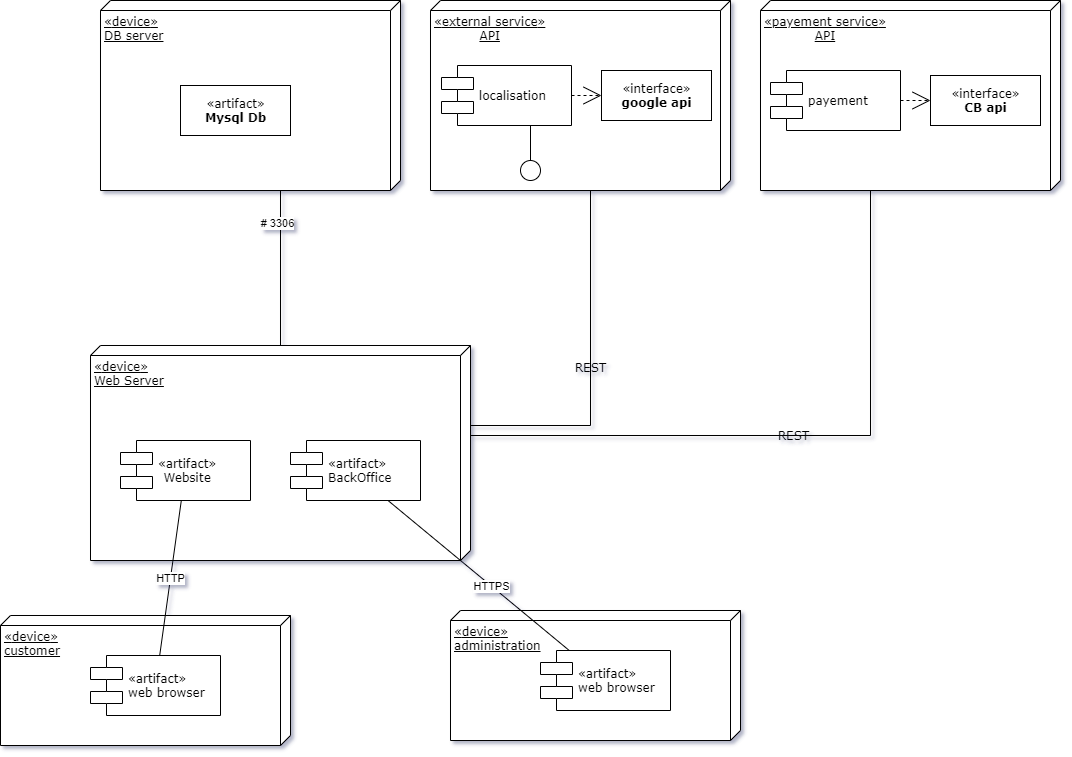 «device»
DB server
«artifact»
Mysql Db
«external service»
API
localisation
«interface»
google api
«payement service»
API
payement
«interface»
CB api
# 3306
REST
REST
«device»
Web Server
«artifact»
Website
«artifact»
BackOffice
HTTP
HTTPS
«device»
customer
«artifact»
web browser
«device»
administration
«artifact»
web browser